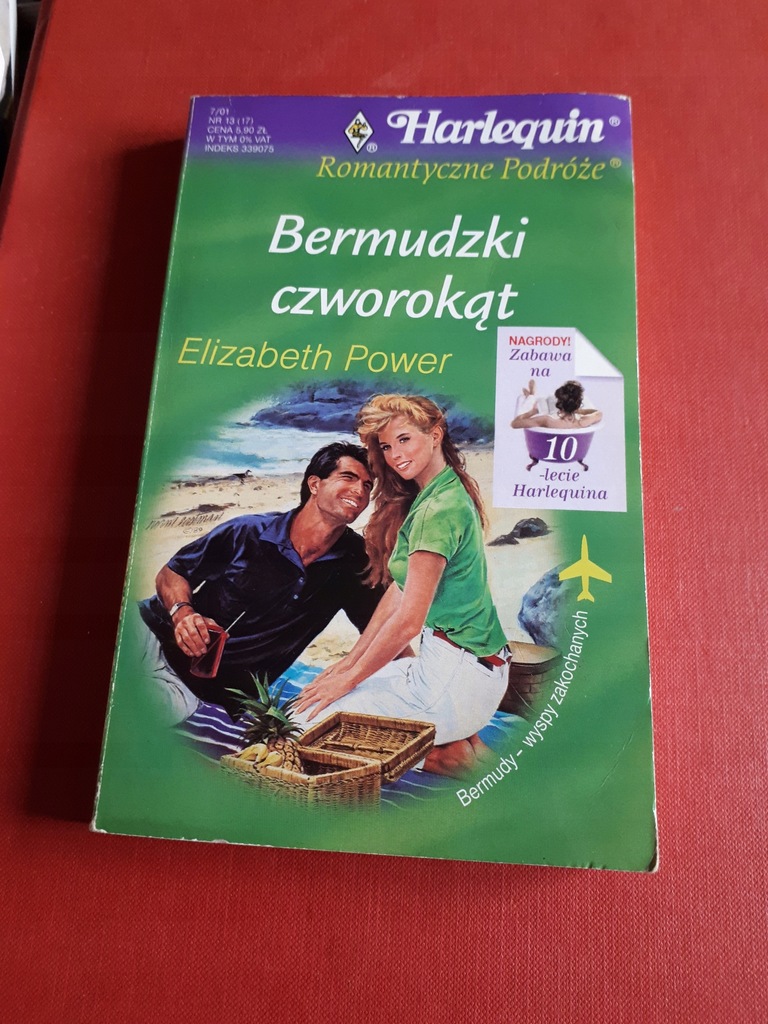 7/01
NR 13 (17)
CENA 5.90 ZŁ
W TYM 0% VAT
INDEKS 339075
Harlequin®
Romantyczne Podróże®
Bermudzki
czworokąt
Elizabeth Power
NAGRODY!
Zabawa
na
10
-lecie
Harlequina
Bermudy - wyspy zakochanych